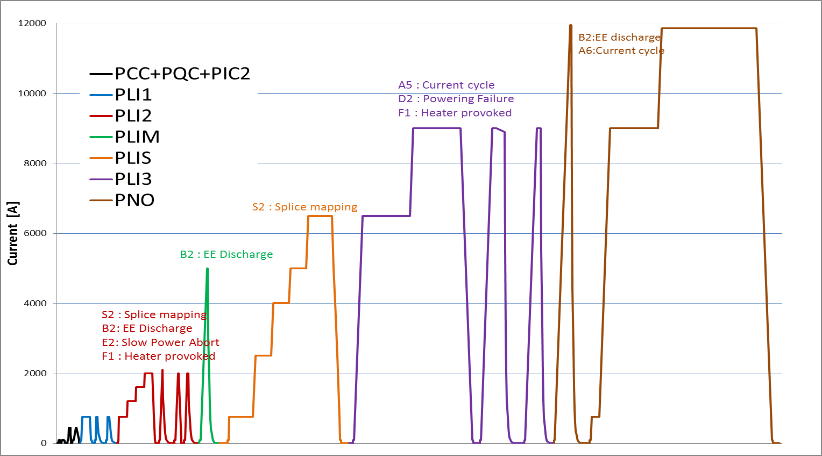 12000
10000
8000
6000
4000
2000
0
Current [A]
PCC+PQC+PIC2
PLI1
PLI2
PLIM
PLIS
PLI3
PNO
S2 : Splice mapping
B2: EE Discharge
E2: Slow Power Abort
F1 : Heater provoked
B2 : EE Discharge
S2 : Splice mapping
A5 : Current cycle
D2 : Powering Failure
F1 : Heater provoked
B2:EE discharge
A6:Current cycle